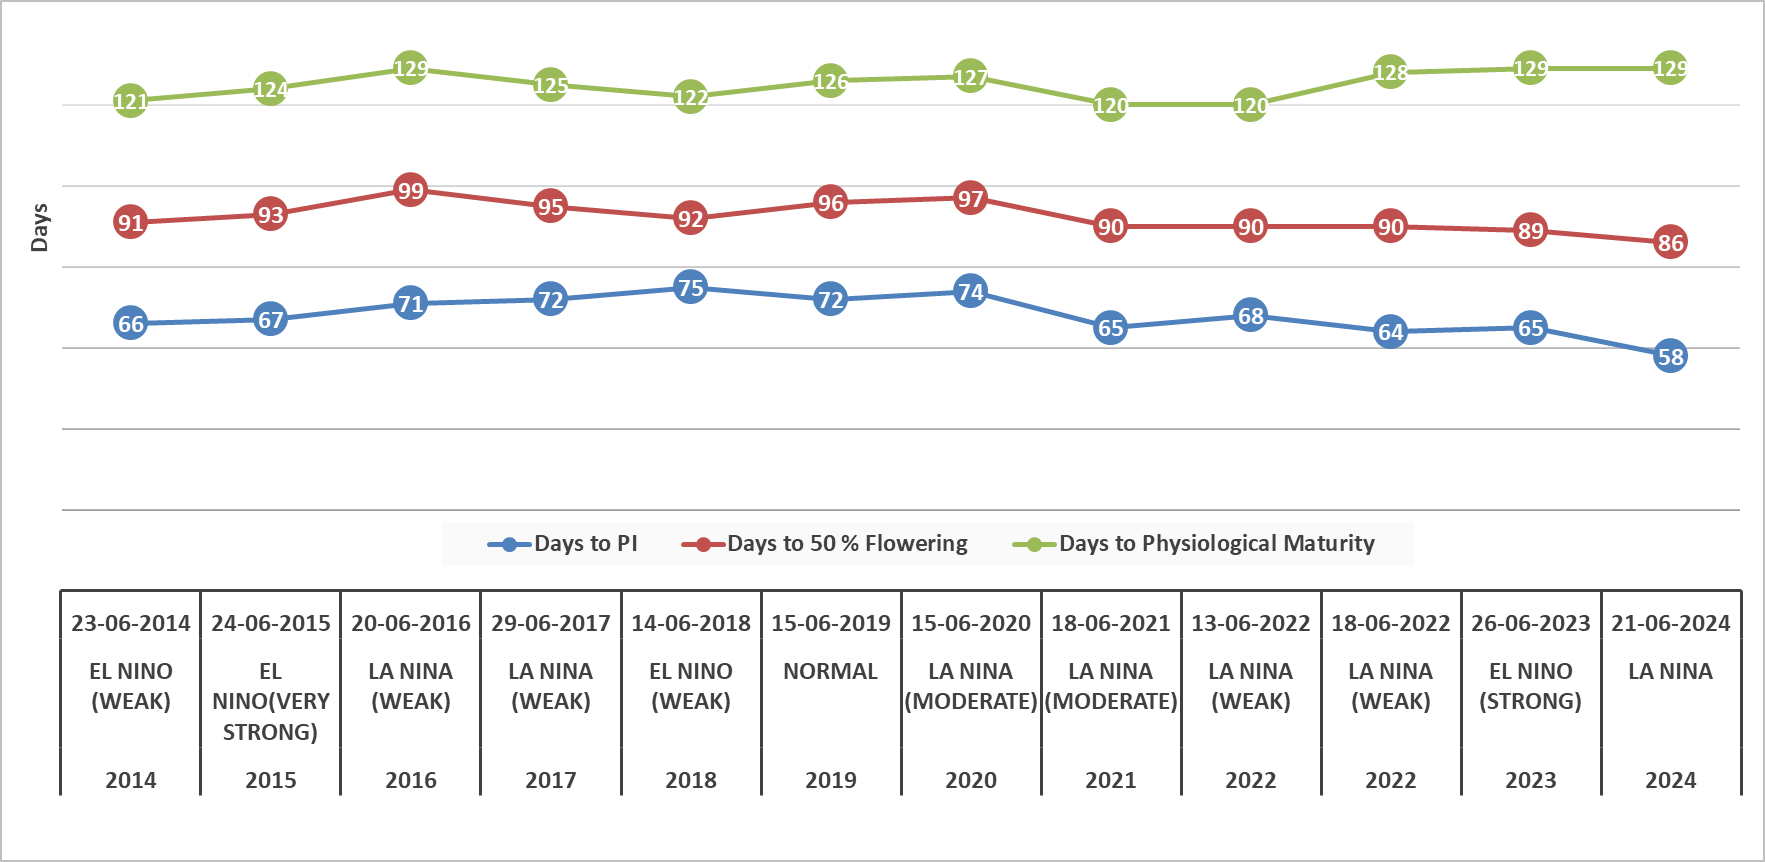 121 124 129 125 122 126 127 120 120 128 129 129
91 93 99 95 92 96 97 90 90 90 89 86
66 67 71 72 75 72 74 65 68 64 65 58
Days
Days to PI Days to 50 % Flowering Days to Physiological Maturity
23-06-2014 24-06-2015 20-06-2016 29-06-2017 14-06-2018 15-06-2019 15-06-2020 18-06-2021 13-06-2022 18-06-2022 26-06-2023 21-06-2024
EL NINO EL LA NINA LA NINA EL NINO NORMAL LA NINA LA NINA LA NINA LA NINA EL NINO LA NINA
(WEAK) NINO(VERY (WEAK) (WEAK) (WEAK) (MODERATE) (MODERATE) (WEAK) (WEAK) (STRONG)
STRONG)
2014 2015 2016 2017 2018 2019 2020 2021 2022 2022 2023 2024